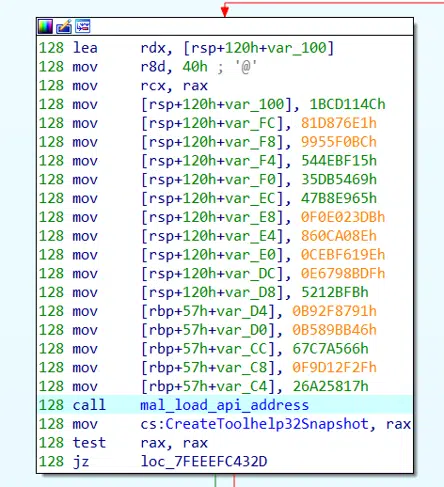 128 lea rdx, [rsp+120h+var_100]
128 mov r8d, 40h ; '@'
128 mov rcx, rax
128 mov [rsp+120h+var_100], 1BCD114Ch
128 mov [rsp+120h+var_FC], 81D876E1h
128 mov [rsp+120h+var_F8], 9955F0BCh
128 mov [rsp+120h+var_F4], 544EBF15h
128 mov [rsp+120h+var_F0], 35DB5469h
128 mov [rsp+120h+var_EC], 47B8E965h
128 mov [rsp+120h+var_E8], 0F0E023DBh
128 mov [rsp+120h+var_E4], 860CA08Eh
128 mov [rsp+120h+var_E0], 0CEBF619Eh
128 mov [rsp+120h+var_DC], 0E6798BDFh
128 mov [rsp+120h+var_D8], 5212BFBh
128 mov [rbp+57h+var_D4], 0B92F8791h
128 mov [rbp+57h+var_D0], 0B589BB46h
128 mov [rbp+57h+var_CC], 67C7A566h
128 mov [rbp+57h+var_C8], 0F9D12F2Fh
128 mov [rbp+57h+var_C4], 26A25817h
128 call mal_load_api_address
128 mov cs:CreateToolhelp32Snapshot, rax
128 test rax, rax
128 jz loc_7FEEEFC432D